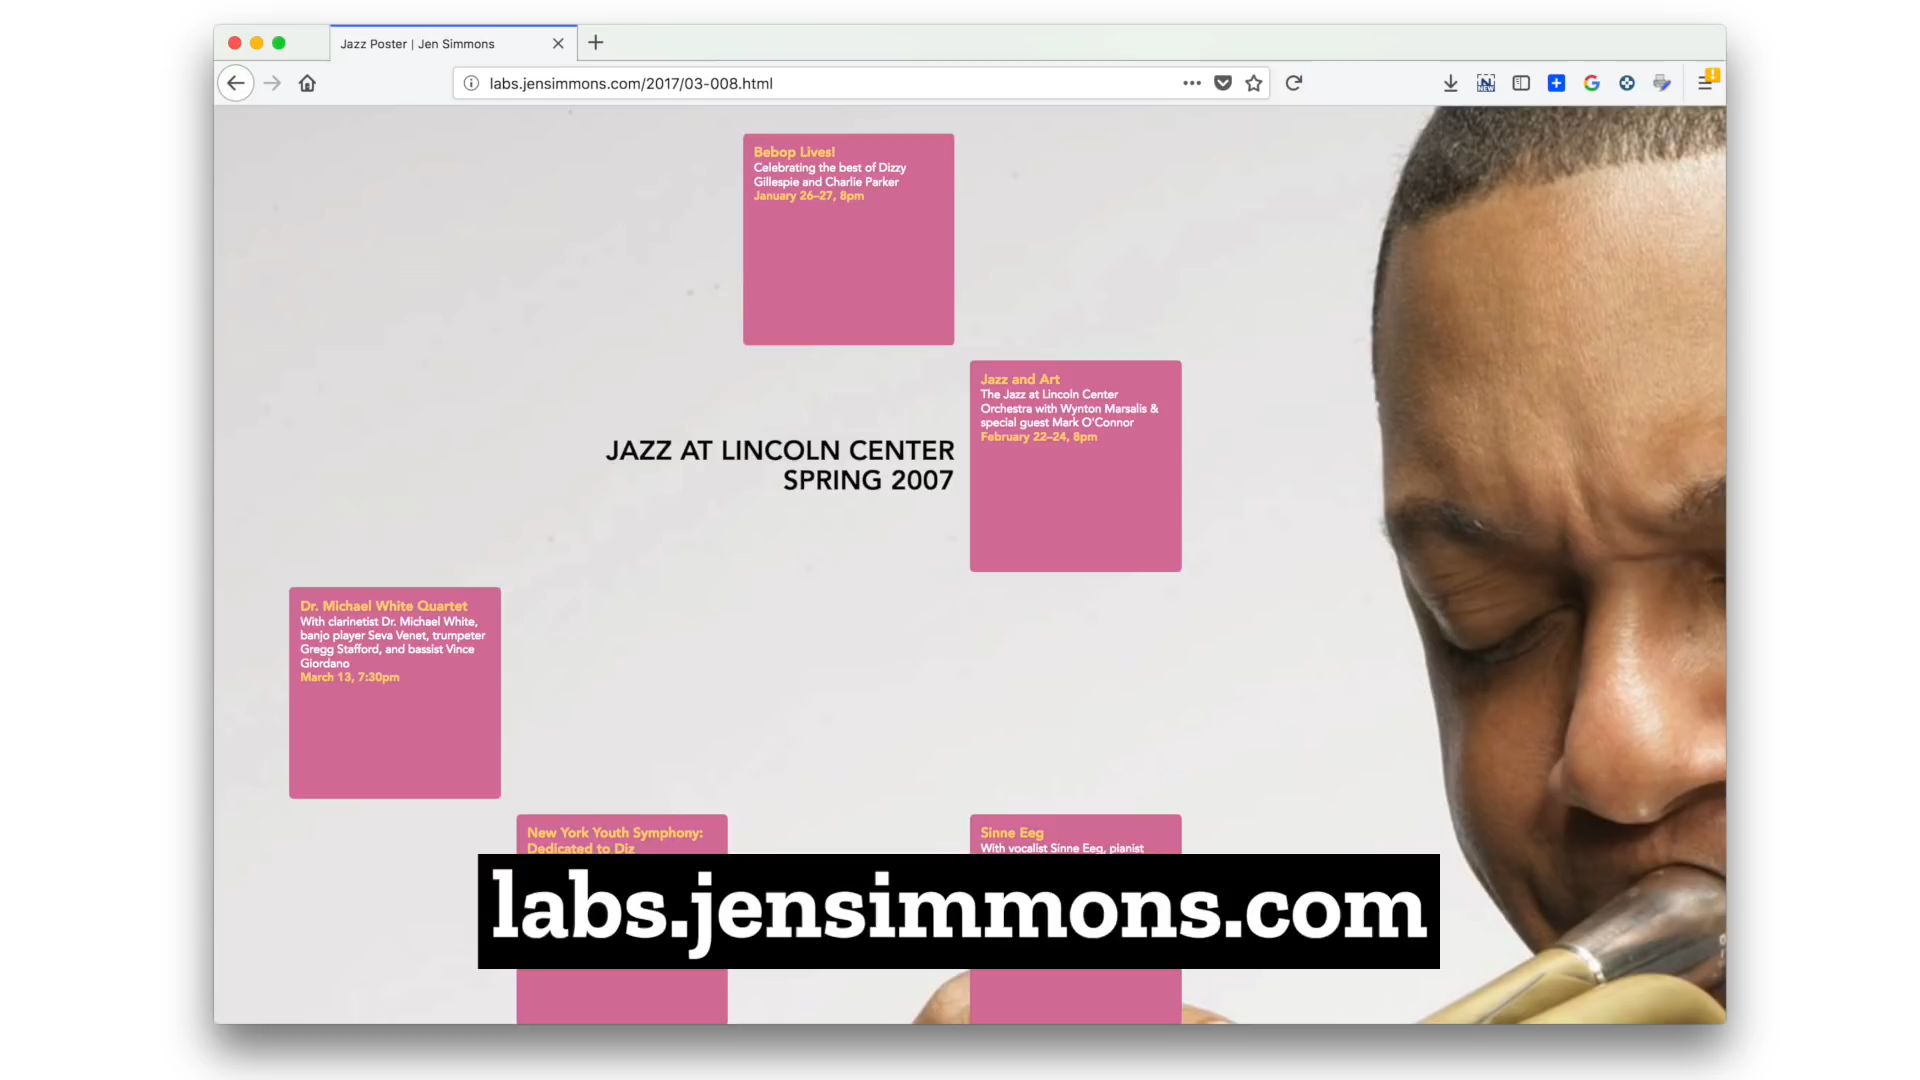 Jazz Poster | Jen Simmons
labs.jensimmons.com/2017/03-008.html
Bebop Lives!
Celebrating the best of Dizzy
Gillespie and Charlie Parker
January 26–27, 8pm
Jazz and Art
The Jazz at Lincoln Center
Orchestra with Wynton Marsalis &
special guest Mark O'Connor
February 22–24, 8pm
JAZZ AT LINCOLN CENTER
SPRING 2007
Dr. Michael White Quartet
With clarinetist Dr. Michael White,
banjo player Seva Venet, trumpeter
Gregg Stafford, and bassist Vince
Giordano
March 13, 7:30pm
New York Youth Symphony:
Dedicated to Diz
Sinne Eeg
With vocalist Sinne Eeg, pianist
labs.jensimmons.com